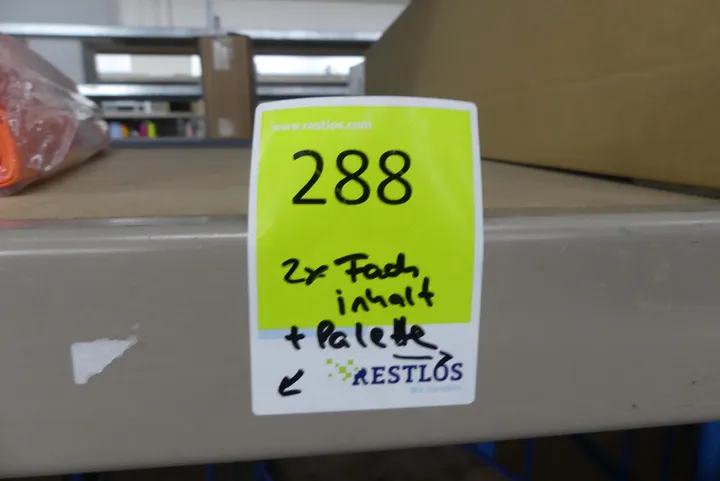 www.restlos.com
288
2x Fach
inhalt
+ Palette
RESTLOS